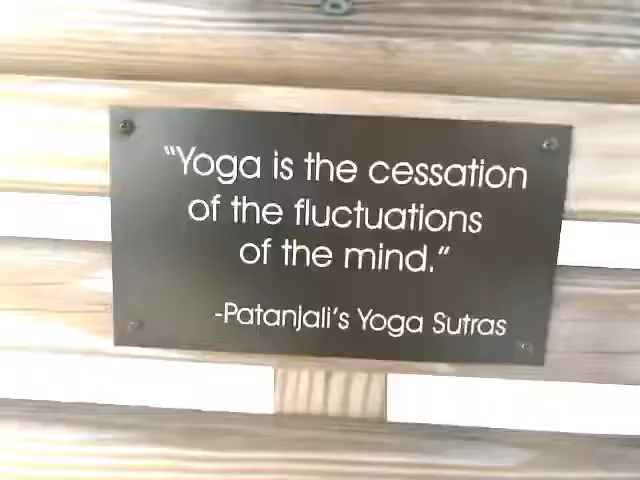 "Yoga is the cessation
of the fluctuations
of the mind."
-Patanjali's Yoga Sutras